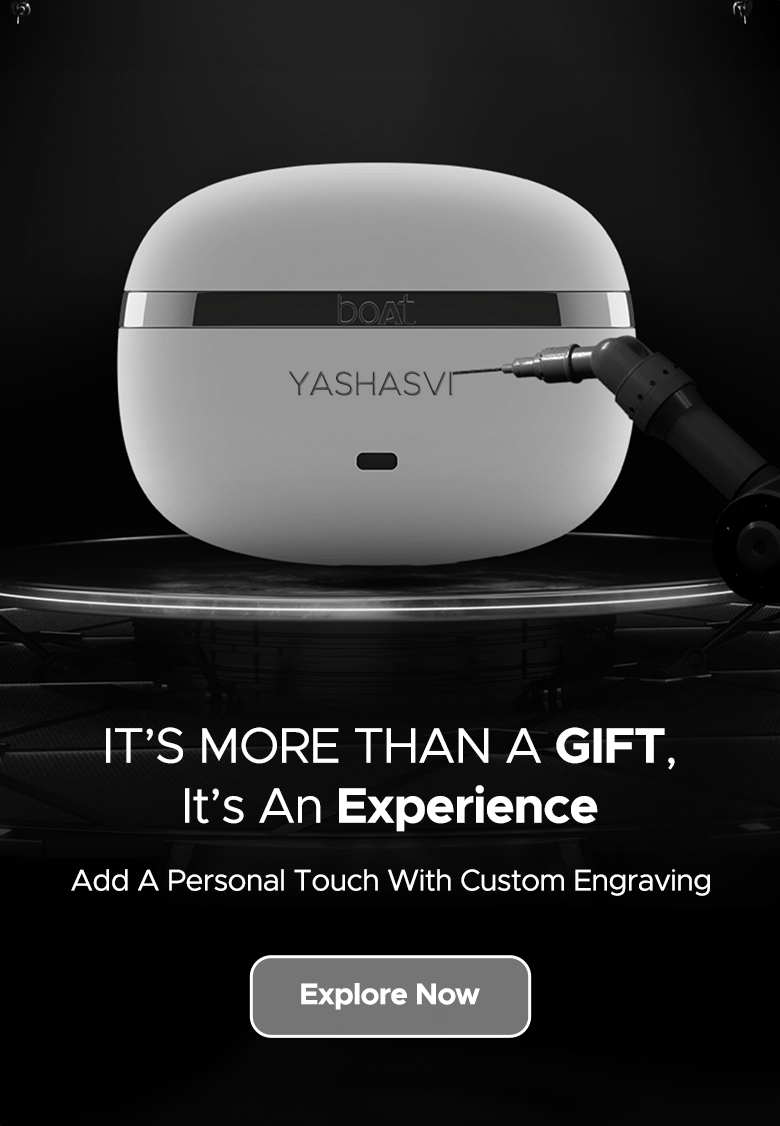 boAt
YASHASVI
IT’S MORE THAN A GIFT,
It’s An Experience
Add A Personal Touch With Custom Engraving
Explore Now